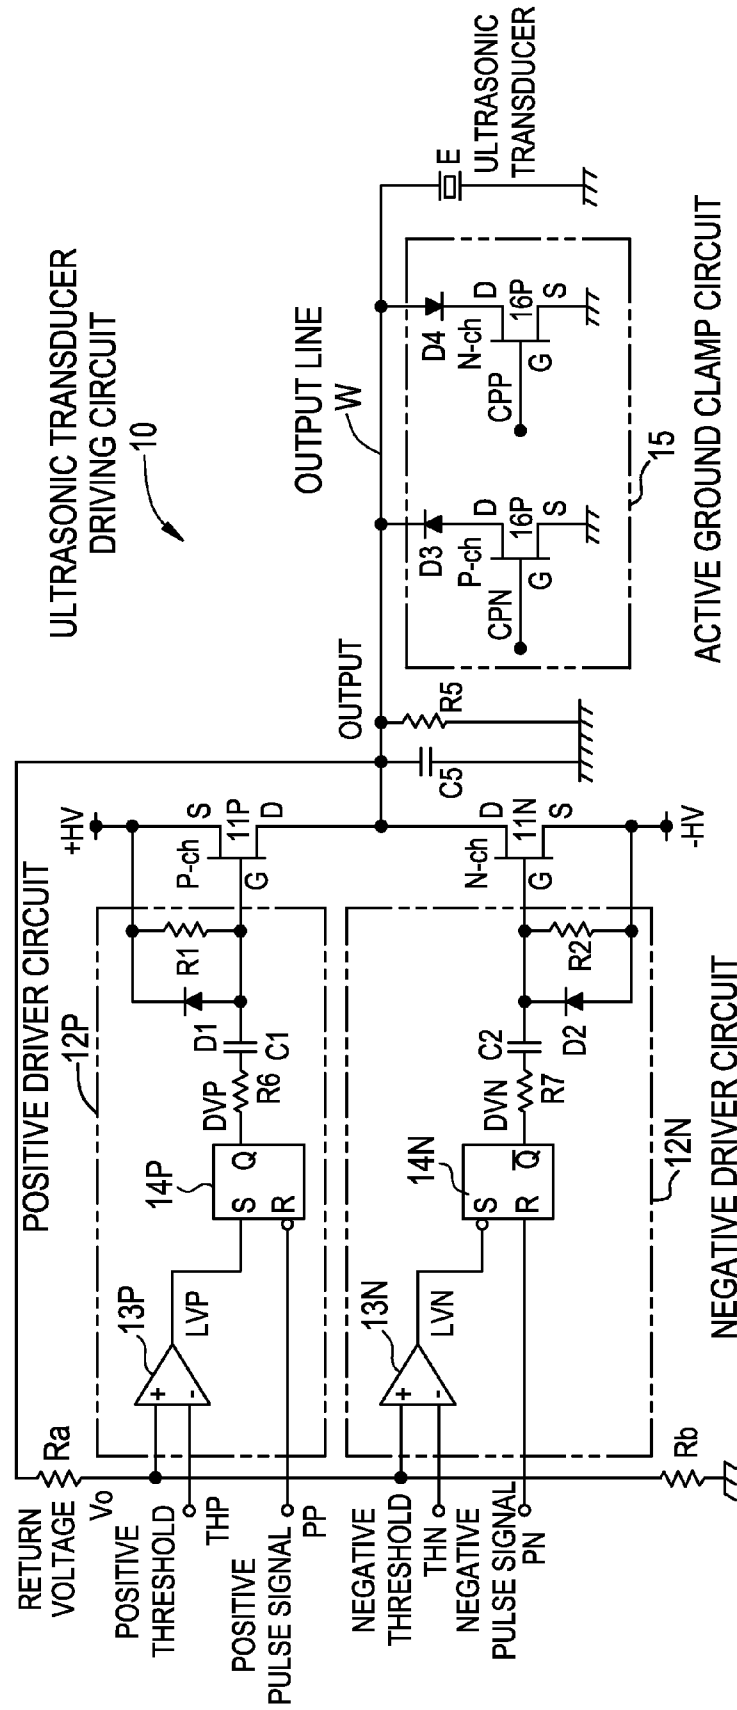 ULTRASONIC TRANSDUCER
DRIVING CIRCUIT
10
RETURN
VOLTAGE
Vo
Ra
POSITIVE DRIVER CIRCUIT
12P
POSITIVE
THRESHOLD
THP
POSITIVE
PULSE SIGNAL
PP
+
-
13P
LVP
14P
S
Q
R
DVP
R6
C1
D1
R1
+HV
P-ch
S
11P
D
G
NEGATIVE
THRESHOLD
THN
NEGATIVE
PULSE SIGNAL
PN
Rb
+
-
13N
LVN
14N
S
Q
R
DVN
R7
C2
D2
R2
12N
NEGATIVE DRIVER CIRCUIT
N-ch
D
11N
S
G
-HV
OUTPUT
C5
R5
OUTPUT LINE
W
D3
P-ch
D
16P
S
G
CPN
D4
N-ch
D
16P
S
G
CPP
15
ACTIVE GROUND CLAMP CIRCUIT
E
ULTRASONIC
TRANSDUCER